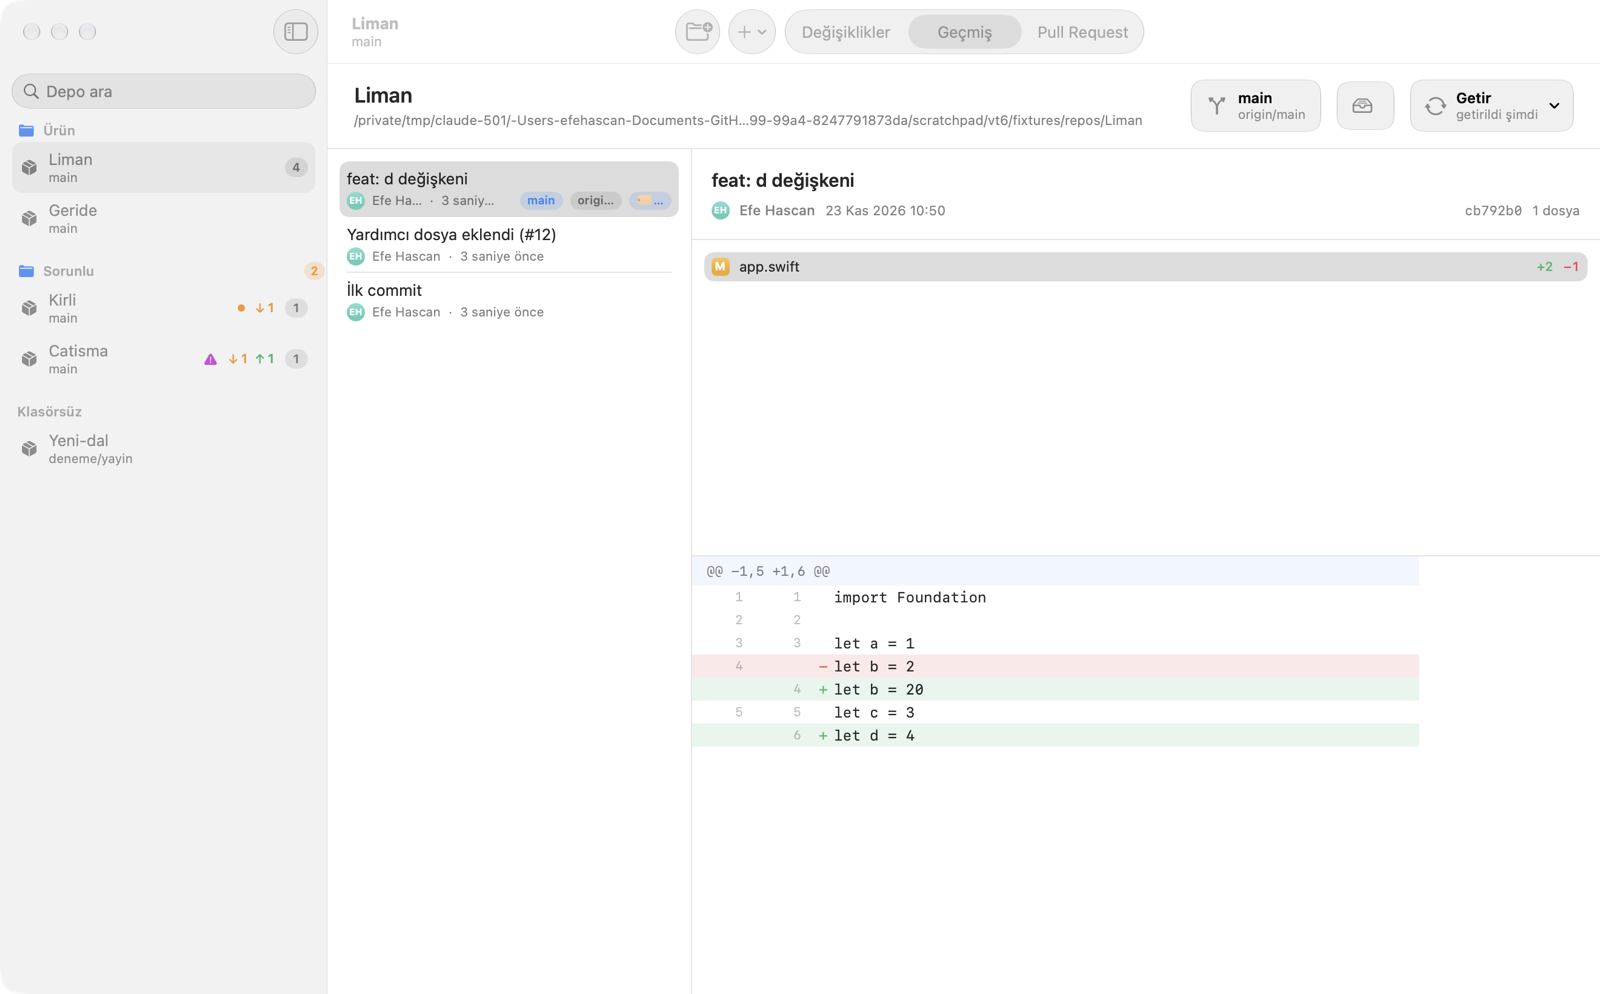 Liman
main
Değişiklikler
Geçmiş
Pull Request
Depo ara
Ürün
Liman
main
4
Geride
main
Sorunlu
2
Kirli
main
↓1
1
Catisma
main
↓1 ↑1
1
Klasörsüz
Yeni-dal
deneme/yayin
Liman
/private/tmp/claude-501/-Users-efehascan-Documents-GitH...99-99a4-8247791873da/scratchpad/vt6/fixtures/repos/Liman
main
origin/main
Getir
getirildi şimdi
feat: d değişkeni
EH Efe Ha... · 3 saniy... main origi... ...
Yardımcı dosya eklendi (#12)
EH Efe Hascan · 3 saniye önce
İlk commit
EH Efe Hascan · 3 saniye önce
feat: d değişkeni
EH Efe Hascan 23 Kas 2026 10:50
cb792b0 1 dosya
M app.swift +2 −1
@@ −1,5 +1,6 @@
1 1 import Foundation
2 2
3 3 let a = 1
4 − let b = 2
4 + let b = 20
5 5 let c = 3
6 + let d = 4